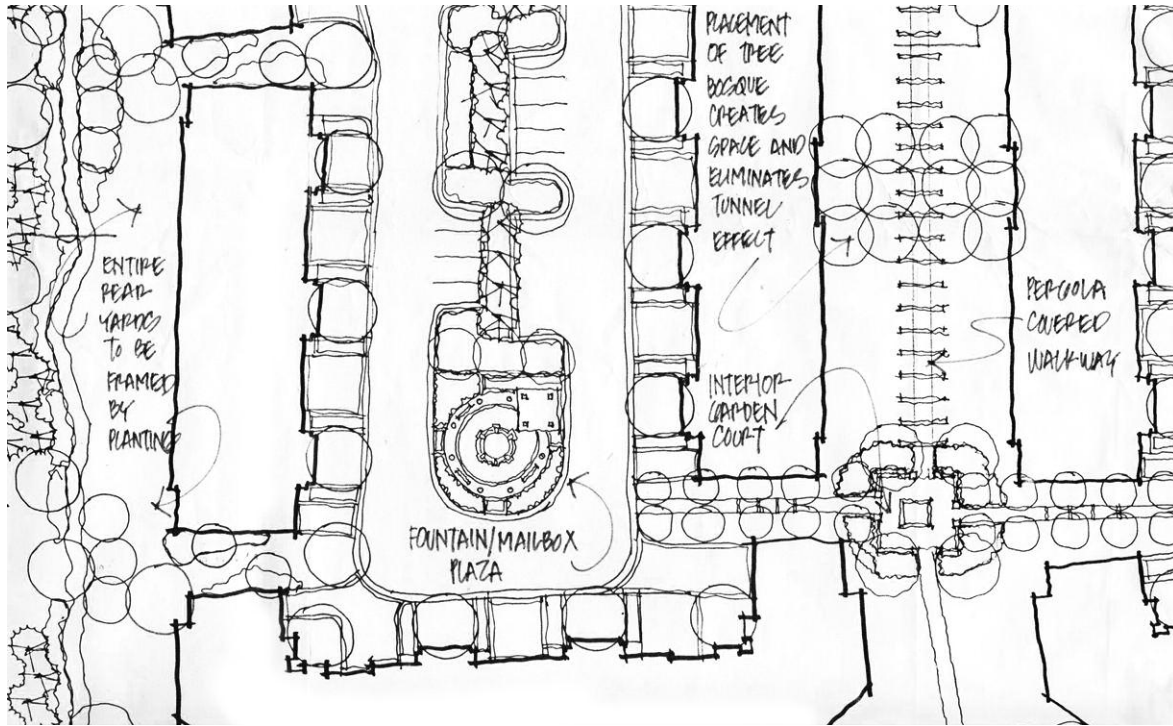 PLACEMENT
OF TREE
BOSQUE
CREATES
SPACE AND
ELIMINATES
TUNNEL
EFFECT
ENTIRE
REAR
YARDS
TO BE
FRAMED
BY
PLANTING
PERGOLA
COVERED
WALKWAY
INTERIOR
GARDEN
COURT
FOUNTAIN/MAILBOX
PLAZA